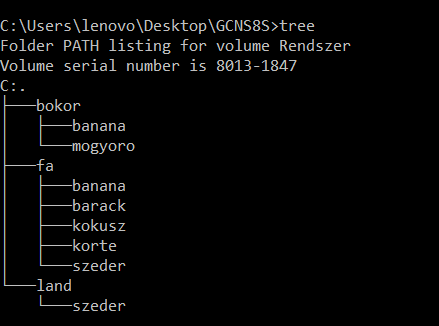 C:\Users\lenovo\Desktop\GCNS8S>tree
Folder PATH listing for volume Rendszer
Volume serial number is 8013-1847
C:.
├───bokor
│   ├───banana
│   └───mogyoro
├───fa
│   ├───banana
│   ├───barack
│   ├───kokusz
│   ├───korte
│   └───szeder
└───land
    └───szeder